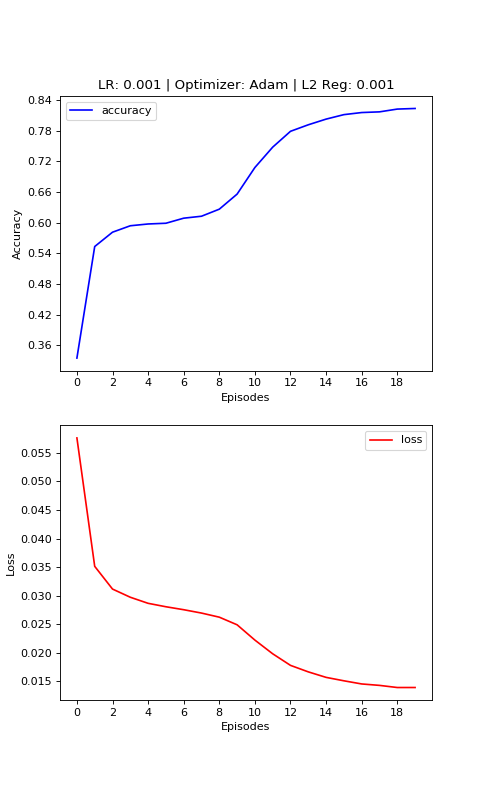 LR: 0.001 | Optimizer: Adam | L2 Reg: 0.001
accuracy
0.84
0.78
0.72
0.66
0.60
0.54
0.48
0.42
0.36
Accuracy
0 2 4 6 8 10 12 14 16 18
Episodes
loss
0.055
0.050
0.045
0.040
0.035
0.030
0.025
0.020
0.015
Loss
0 2 4 6 8 10 12 14 16 18
Episodes